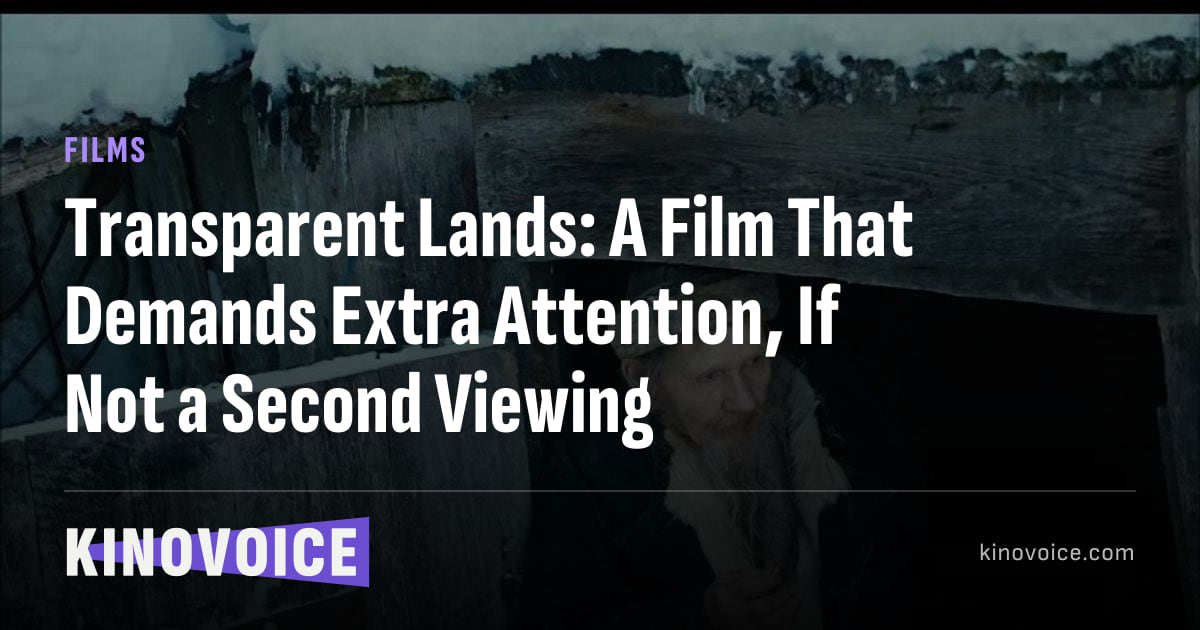 FILMS
Transparent Lands: A Film That
Demands Extra Attention, If
Not a Second Viewing
KINOVOICE
kinovoice.com